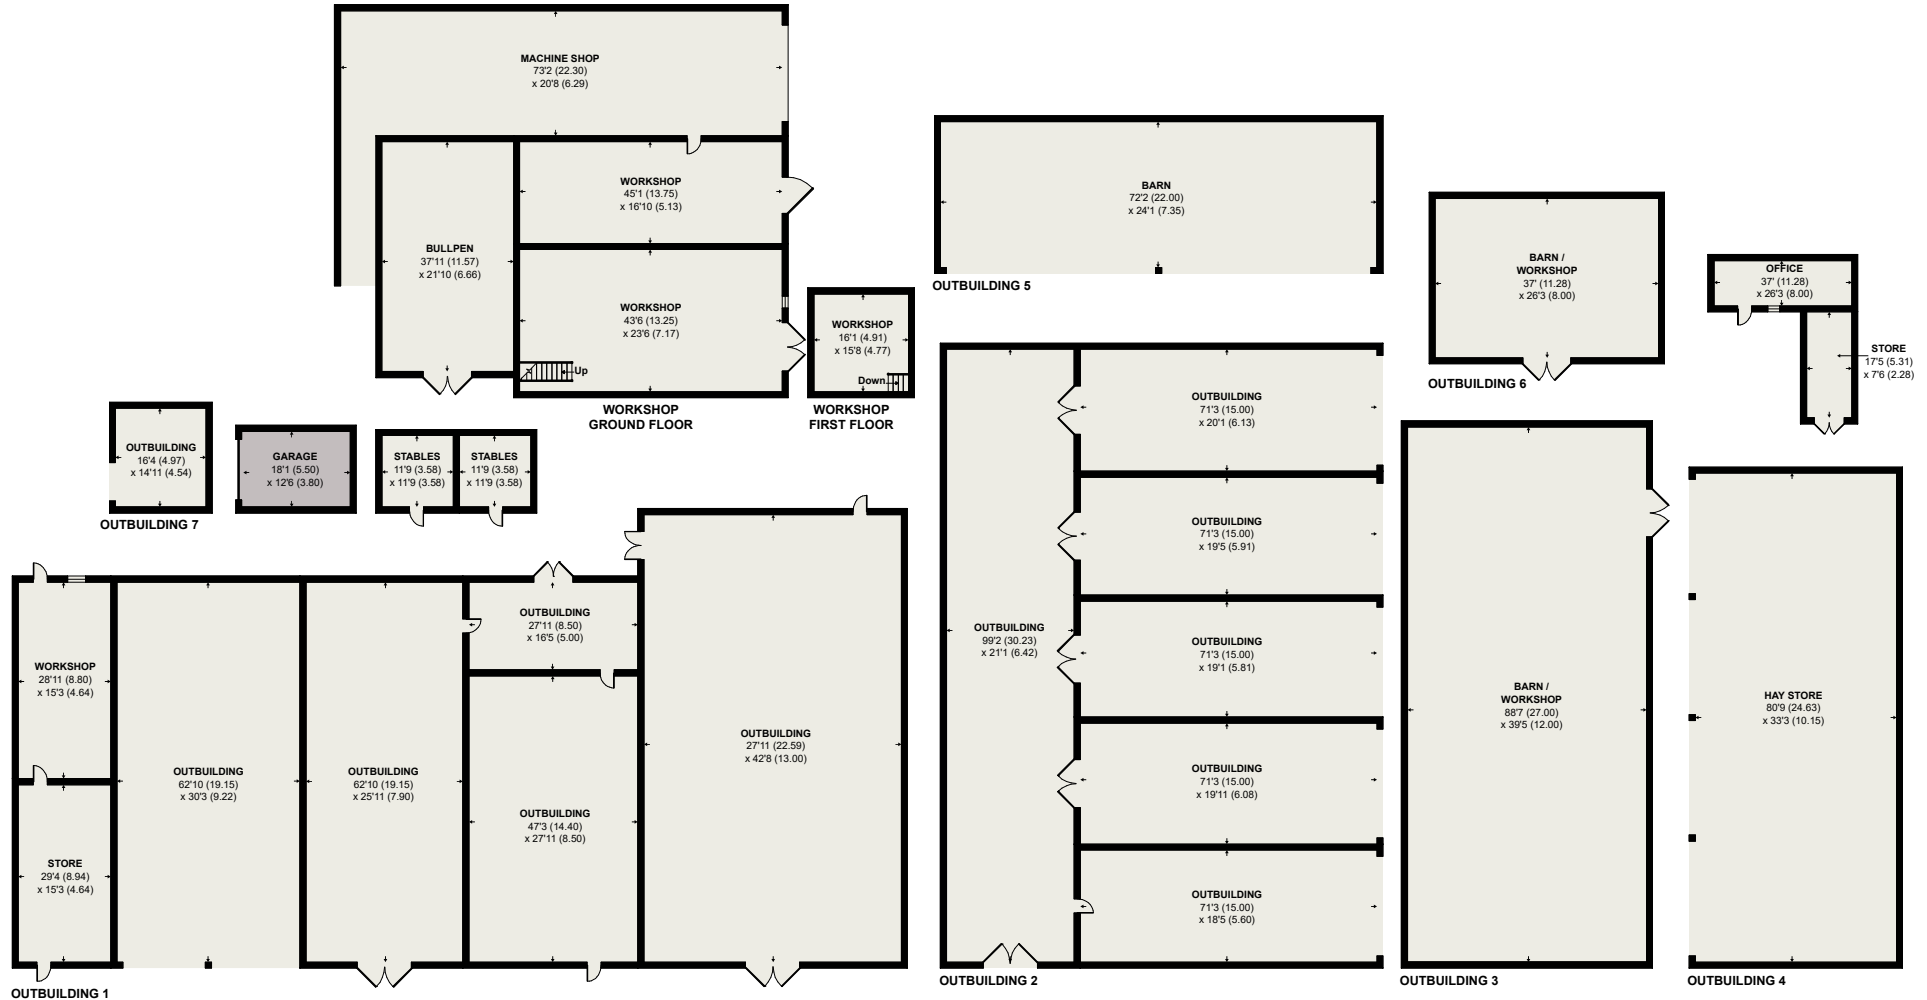 MACHINE SHOP
73'2 (22.30)
x 20'8 (6.29)
WORKSHOP
45'1 (13.75)
x 16'10 (5.13)
BULLPEN
37'11 (11.57)
x 21'10 (6.66)
WORKSHOP
43'6 (13.25)
x 23'6 (7.17)
Up
WORKSHOP
GROUND FLOOR
WORKSHOP
16'1 (4.91)
x 15'8 (4.77)
Down
WORKSHOP
FIRST FLOOR
BARN
72'2 (22.00)
x 24'1 (7.35)
OUTBUILDING 5
BARN /
WORKSHOP
37' (11.28)
x 26'3 (8.00)
OUTBUILDING 6
OFFICE
37' (11.28)
x 26'3 (8.00)
STORE
17'5 (5.31)
x 7'6 (2.28)
OUTBUILDING
16'4 (4.97)
x 14'11 (4.54)
OUTBUILDING 7
GARAGE
18'1 (5.50)
x 12'6 (3.80)
STABLES
11'9 (3.58)
x 11'9 (3.58)
STABLES
11'9 (3.58)
x 11'9 (3.58)
WORKSHOP
28'11 (8.80)
x 15'3 (4.64)
STORE
29'4 (8.94)
x 15'3 (4.64)
OUTBUILDING
62'10 (19.15)
x 30'3 (9.22)
OUTBUILDING
62'10 (19.15)
x 25'11 (7.90)
OUTBUILDING
27'11 (8.50)
x 16'5 (5.00)
OUTBUILDING
47'3 (14.40)
x 27'11 (8.50)
OUTBUILDING
27'11 (22.59)
x 42'8 (13.00)
OUTBUILDING 1
OUTBUILDING
99'2 (30.23)
x 21'1 (6.42)
OUTBUILDING
71'3 (15.00)
x 20'1 (6.13)
OUTBUILDING
71'3 (15.00)
x 19'5 (5.91)
OUTBUILDING
71'3 (15.00)
x 19'1 (5.81)
OUTBUILDING
71'3 (15.00)
x 19'11 (6.08)
OUTBUILDING
71'3 (15.00)
x 18'5 (5.60)
OUTBUILDING 2
BARN /
WORKSHOP
88'7 (27.00)
x 39'5 (12.00)
OUTBUILDING 3
HAY STORE
80'9 (24.63)
x 33'3 (10.15)
OUTBUILDING 4